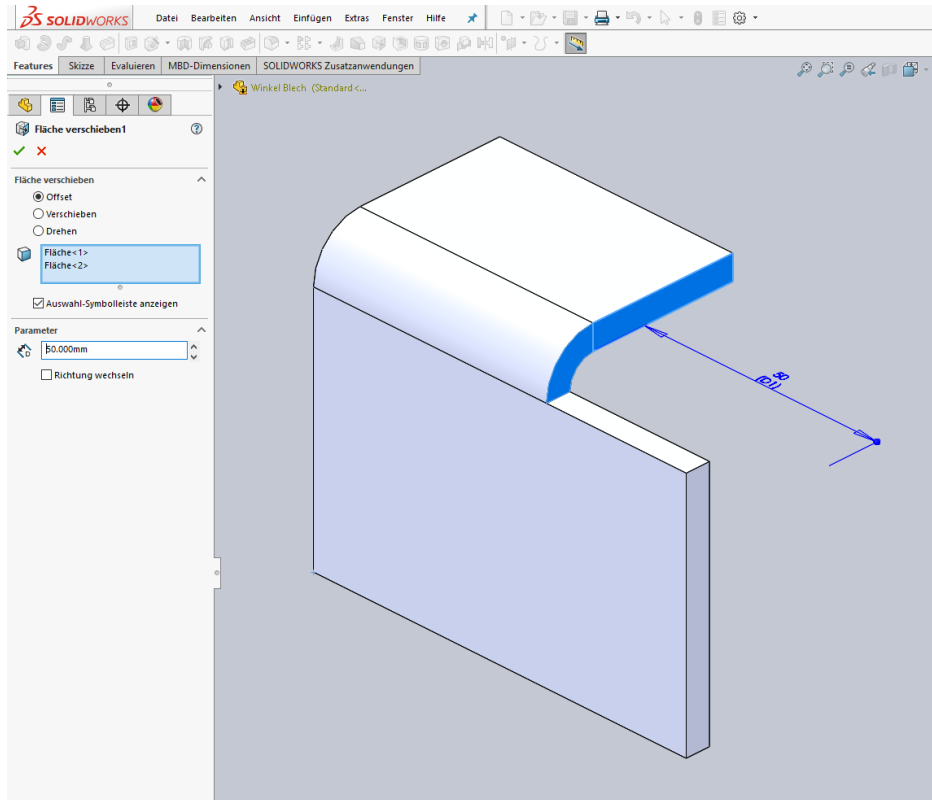 SOLIDWORKS Datei Bearbeiten Ansicht Einfügen Extras Fenster Hilfe
Features Skizze Evaluieren MBD-Dimensionen SOLIDWORKS Zusatzanwendungen
Winkel Blech (Standard<...
Fläche verschieben1
Fläche verschieben
Offset
Verschieben
Drehen
Fläche<1>
Fläche<2>
Auswahl-Symbolleiste anzeigen
Parameter
50.000mm
Richtung wechseln
50
(D1)